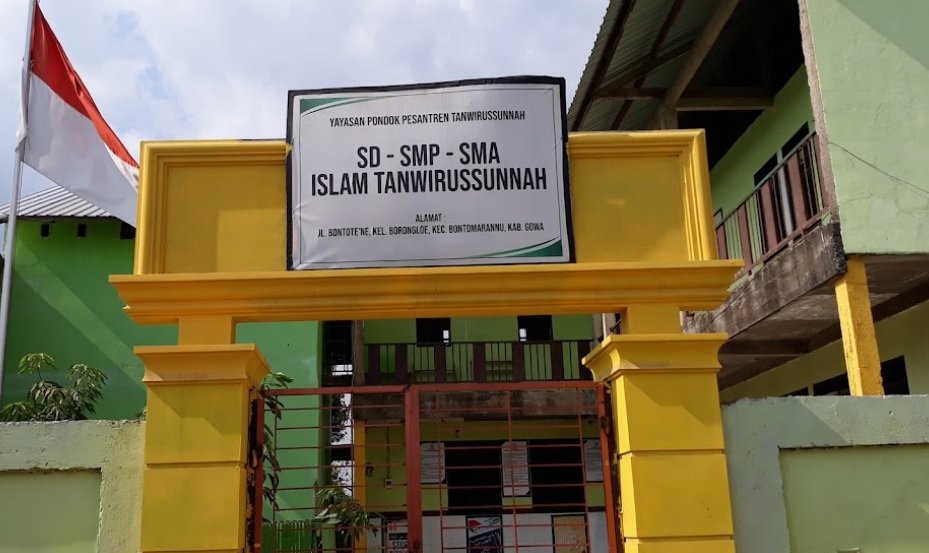 YAYASAN PONDOK PESANTREN TANWIRUSSUNNAH
SD - SMP - SMA
ISLAM TANWIRUSSUNNAH
ALAMAT :
JL. BONTOTE'NE, KEL. BORONGLOE, KEC. BONTOMARANNU, KAB. GOWA